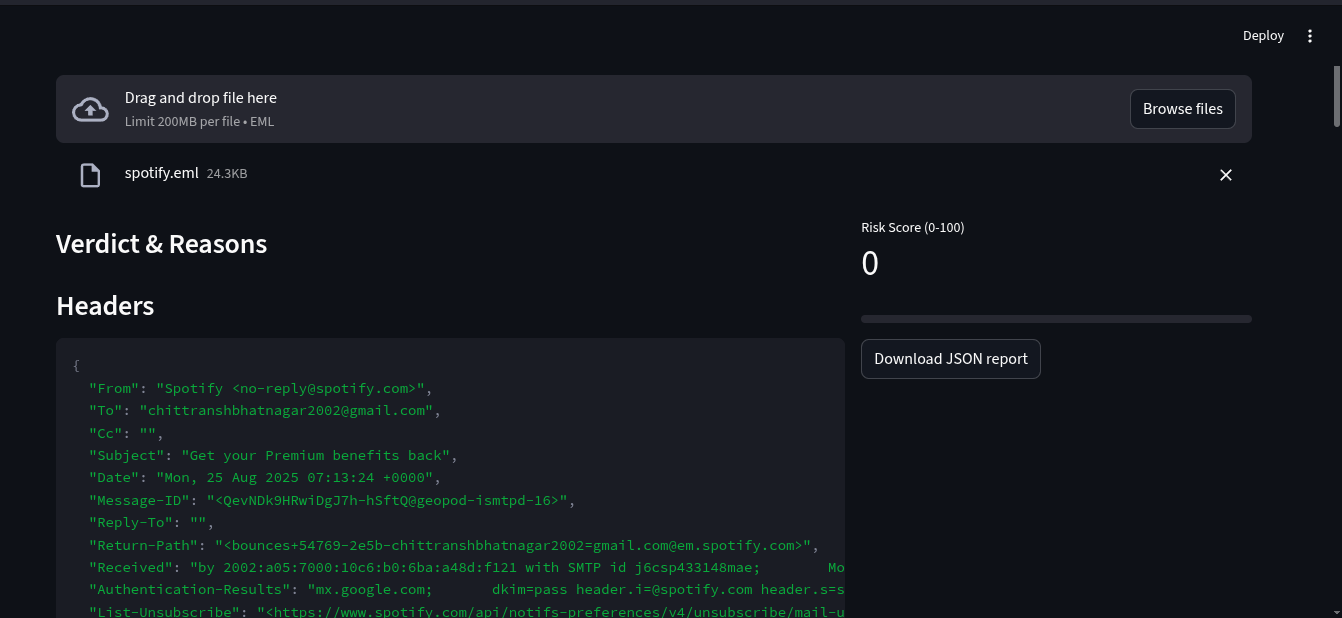 Deploy
Drag and drop file here
Limit 200MB per file • EML
Browse files
spotify.eml 24.3KB
Verdict & Reasons
Risk Score (0-100)
0
Headers
Download JSON report
{
"From": "Spotify <no-reply@spotify.com>",
"To": "chittranshbhatnagar2002@gmail.com",
"Cc": "",
"Subject": "Get your Premium benefits back",
"Date": "Mon, 25 Aug 2025 07:13:24 +0000",
"Message-ID": "<QevNDk9HRwiDgJ7h-hSftQ@geopod-ismtpd-16>",
"Reply-To": "",
"Return-Path": "<bounces+54769-2e5b-chittranshbhatnagar2002=gmail.com@em.spotify.com>",
"Received": "by 2002:a05:7000:10c6:b0:6ba:a48d:f121 with SMTP id j6csp433148mae; Mo
"Authentication-Results": "mx.google.com; dkim=pass header.i=@spotify.com header.s=s
"List-Unsubscribe": "<https://www.spotify.com/api/notifs-preferences/v4/unsubscribe/mail-u